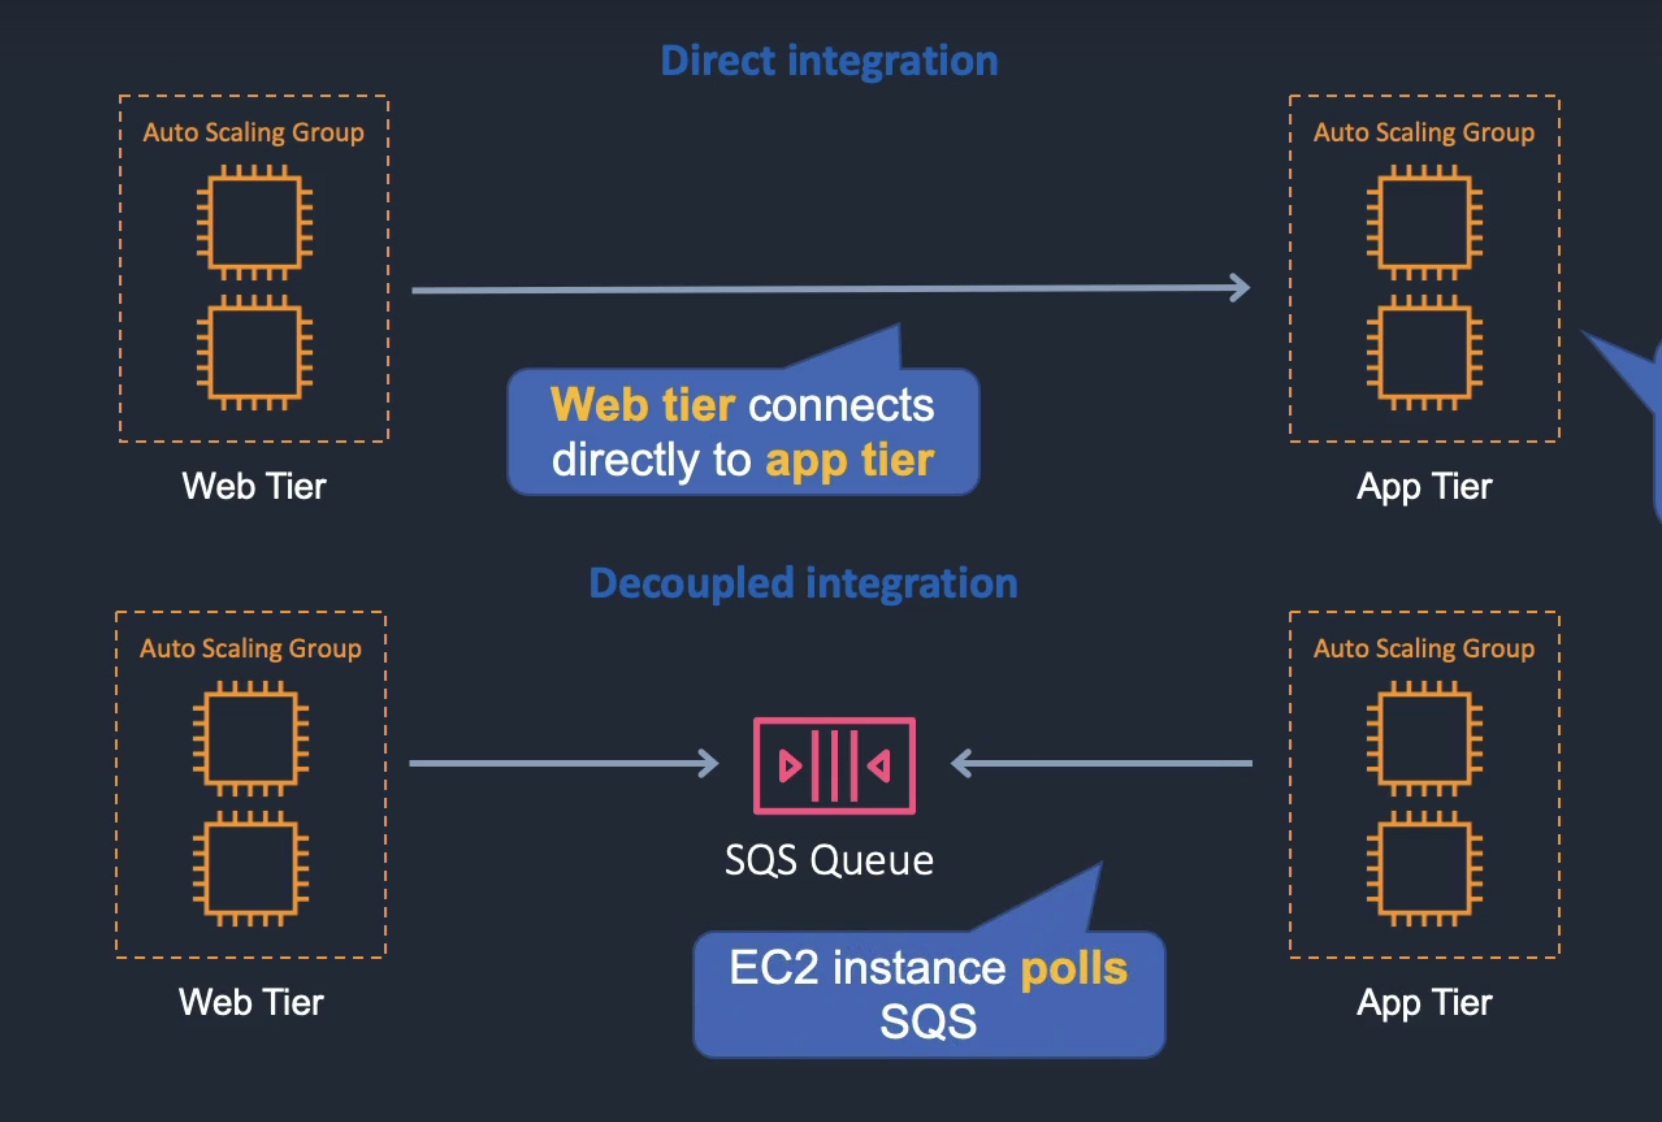 Direct integration
Auto Scaling Group
Auto Scaling Group
Web tier connects
directly to app tier
Web Tier
App Tier
Decoupled integration
Auto Scaling Group
Auto Scaling Group
SQS Queue
EC2 instance polls
SQS
Web Tier
App Tier